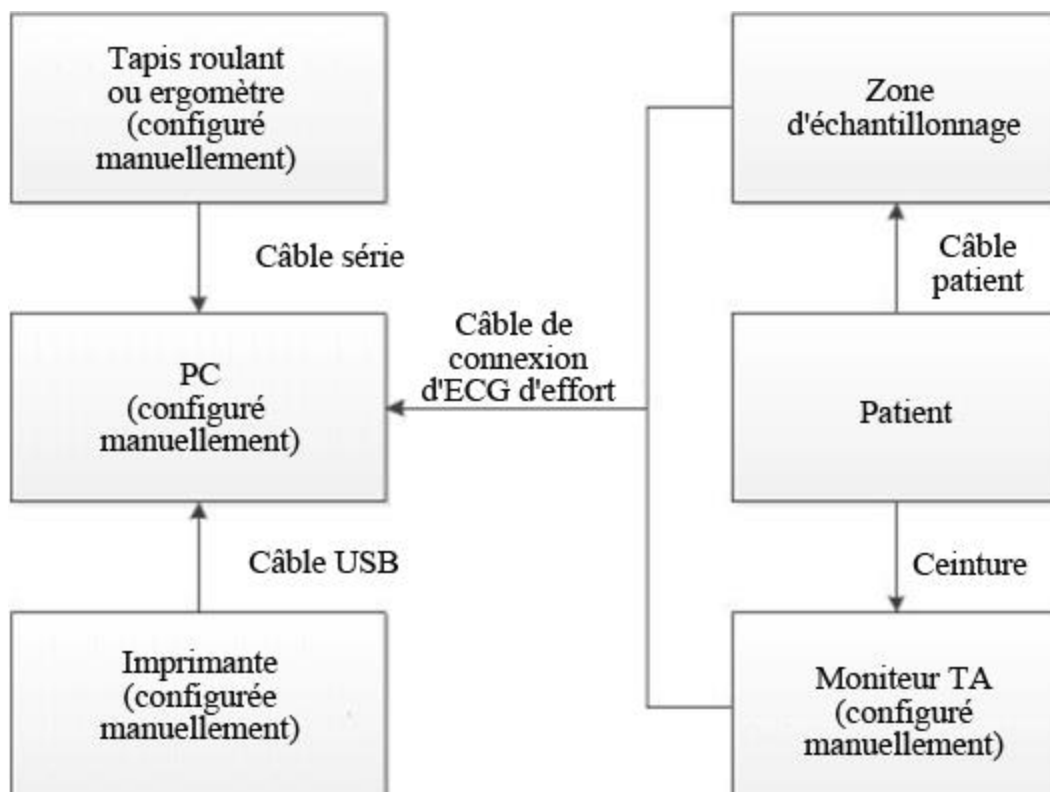 Tapis roulant
ou ergomètre
(configuré
manuellement)
Zone
d'échantillonnage
Câble série
Câble
patient
PC
(configuré
manuellement)
Câble de
connexion
d'ECG d'effort
Patient
Câble USB
Ceinture
Imprimante
(configurée
manuellement)
Moniteur TA
(configuré
manuellement)